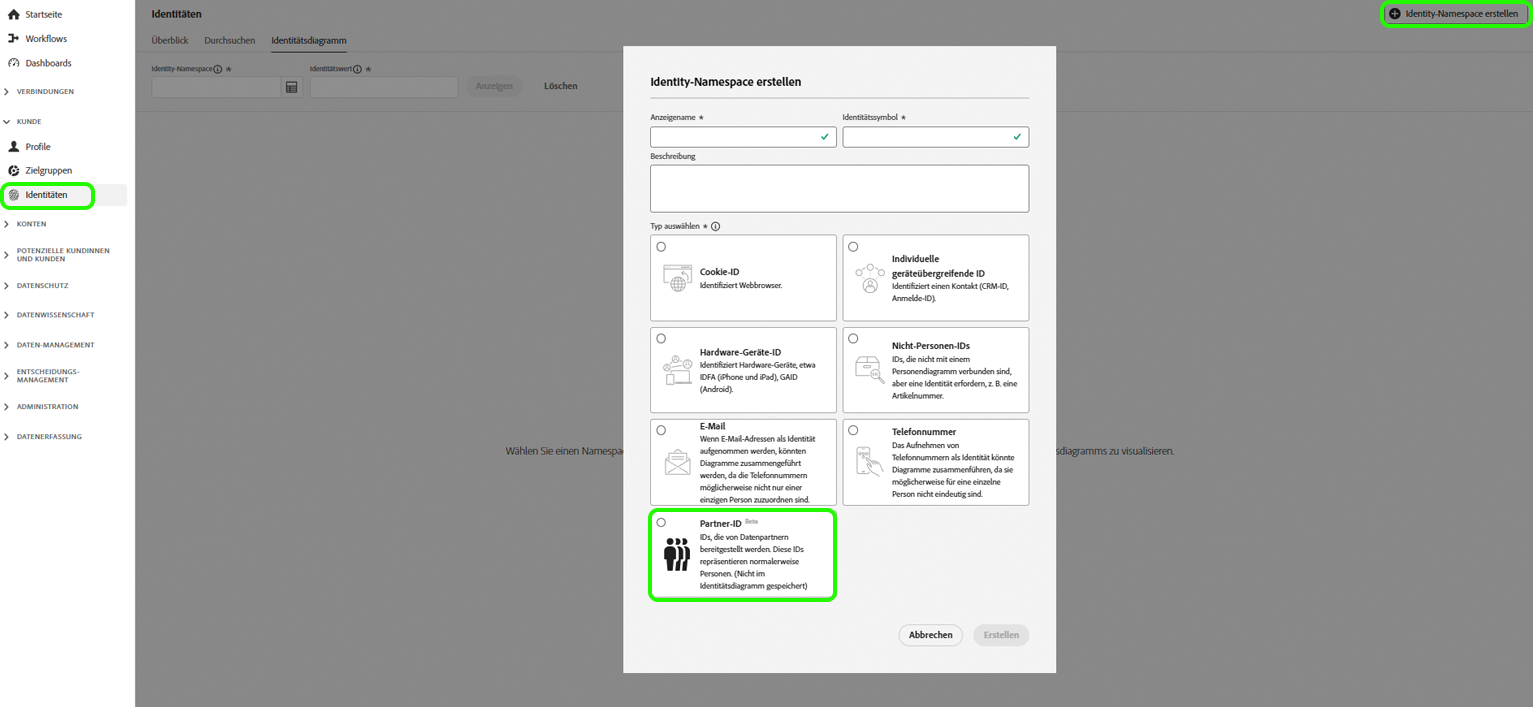 Startseite
Workflows
Dashboards
VERBINDUNGEN
KUNDE
Profile
Zielgruppen
Identitäten
KONTEN
POTENZIELLE KUNDINNEN
UND KUNDEN
DATENSCHUTZ
DATENWISSENSCHAFT
DATEN-MANAGEMENT
ENTSCHEIDUNGS-
MANAGEMENT
ADMINISTRATION
DATENERFASSUNG
Identitäten
Identity-Namespace erstellen
Überblick Durchsuchen Identitätsdiagramm
Identity-Namespace * Identitätswert *
Anzeigen Löschen
Wählen Sie einen Namespac
sdiagramms zu visualisieren.
Identity-Namespace erstellen
Anzeigename * Identitätssymbol *
Beschreibung
Typ auswählen *
Cookie-ID
Identifiziert Webbrowser.
Individuelle
geräteübergreifende ID
Identifiziert einen Kontakt (CRM-ID,
Anmelde-ID).
Hardware-Geräte-ID
Identifiziert Hardware-Geräte, etwa
IDFA (iPhone und iPad), GAID
(Android).
Nicht-Personen-IDs
IDs, die nicht mit einem
Personendiagramm verbunden sind,
aber eine Identität erfordern, z. B. eine
Artikelnummer.
E-Mail
Wenn E-Mail-Adressen als Identität
aufgenommen werden, könnten
Diagramme zusammengeführt
werden, da die Telefonnummern
möglicherweise nicht nur einer
einzigen Person zuzuordnen sind.
Telefonnummer
Das Aufnehmen von
Telefonnummern als Identität könnte
Diagramme zusammenführen, da sie
möglicherweise für eine einzelne
Person nicht eindeutig sind.
Partner-ID Beta
IDs, die von Datenpartnern
bereitgestellt werden. Diese IDs
repräsentieren normalerweise
Personen. (Nicht im
Identitätsdiagramm gespeichert)
Abbrechen Erstellen